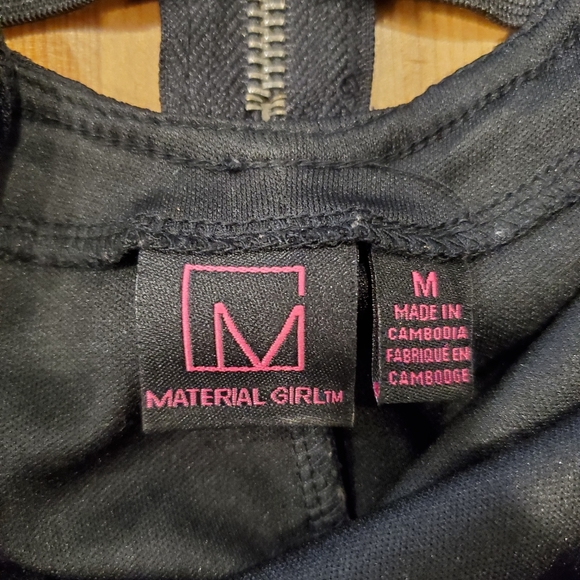 M
MATERIAL GIRL™
M
MADE IN
CAMBODIA
FABRIQUÉ EN
CAMBODGE